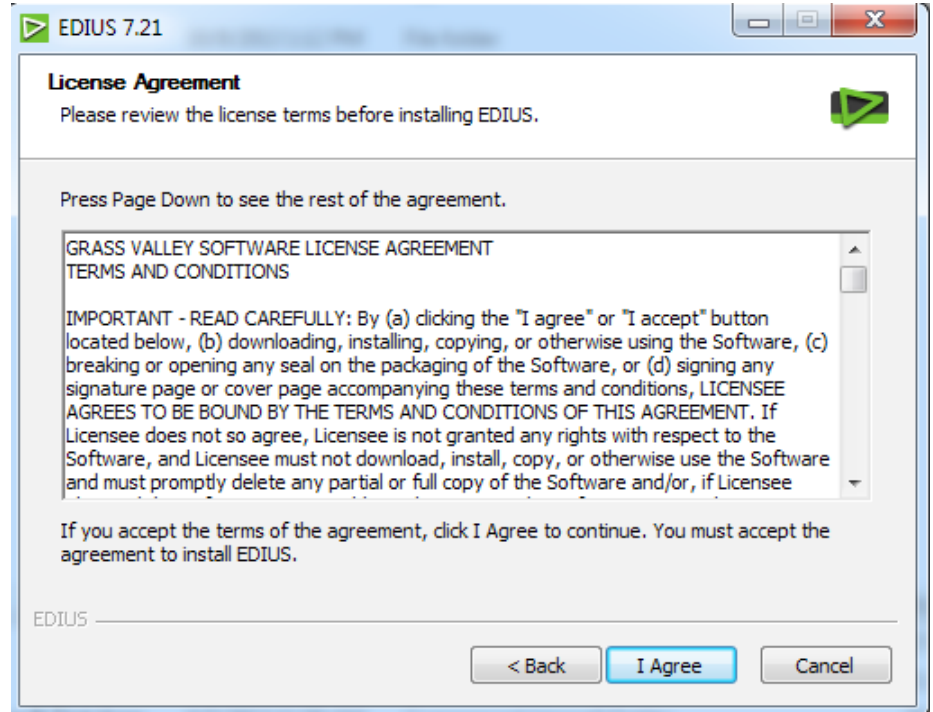 EDIUS 7.21
License Agreement
Please review the license terms before installing EDIUS.
Press Page Down to see the rest of the agreement.
GRASS VALLEY SOFTWARE LICENSE AGREEMENT
TERMS AND CONDITIONS
IMPORTANT - READ CAREFULLY: By (a) clicking the "I agree" or "I accept" button
located below, (b) downloading, installing, copying, or otherwise using the Software, (c)
breaking or opening any seal on the packaging of the Software, or (d) signing any
signature page or cover page accompanying these terms and conditions, LICENSEE
AGREES TO BE BOUND BY THE TERMS AND CONDITIONS OF THIS AGREEMENT. If
Licensee does not so agree, Licensee is not granted any rights with respect to the
Software, and Licensee must not download, install, copy, or otherwise use the Software
and must promptly delete any partial or full copy of the Software and/or, if Licensee
If you accept the terms of the agreement, click I Agree to continue. You must accept the
agreement to install EDIUS.
EDIUS
< Back
I Agree
Cancel